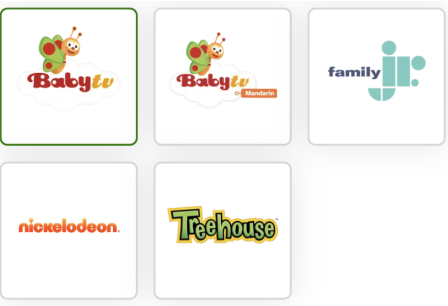 Babytv
Babytv
Mandarin
family jr.
nickelodeon.
Treehouse